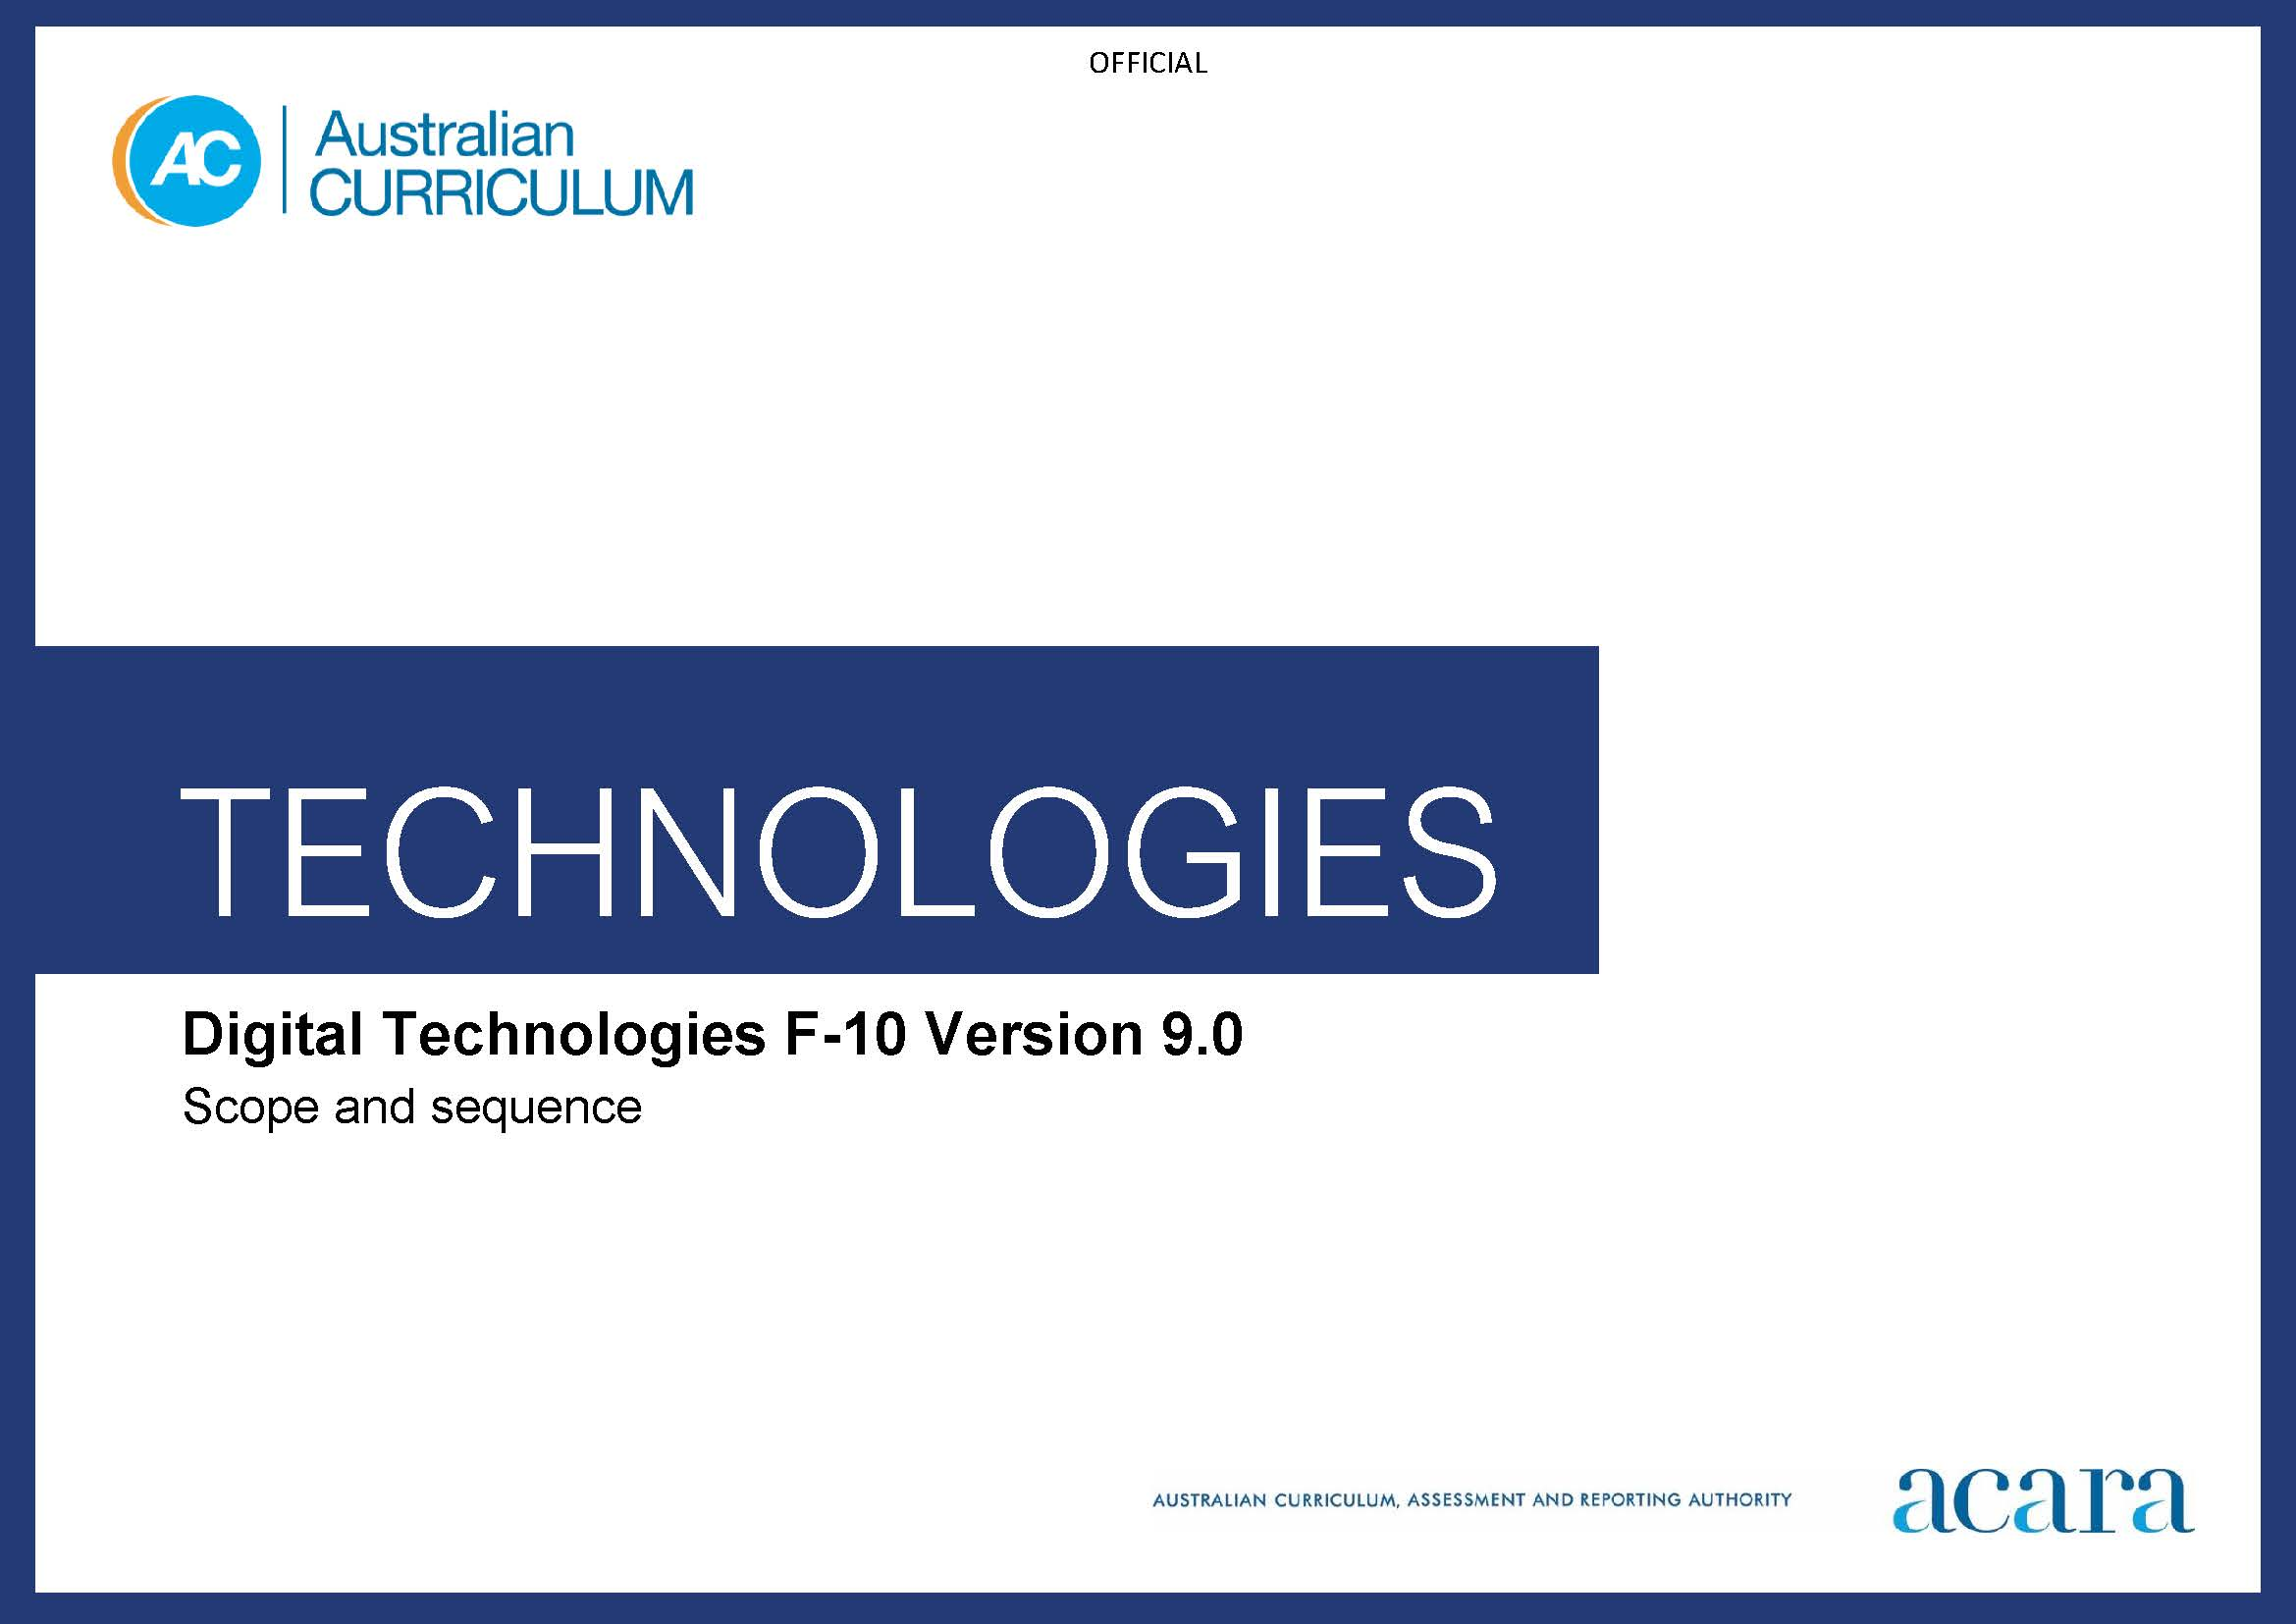 OFFICIAL
AC
Australian
CURRICULUM
TECHNOLOGIES
Digital Technologies F-10 Version 9.0
Scope and sequence
AUSTRALIAN CURRICULUM, ASSESSMENT AND REPORTING AUTHORITY
acara